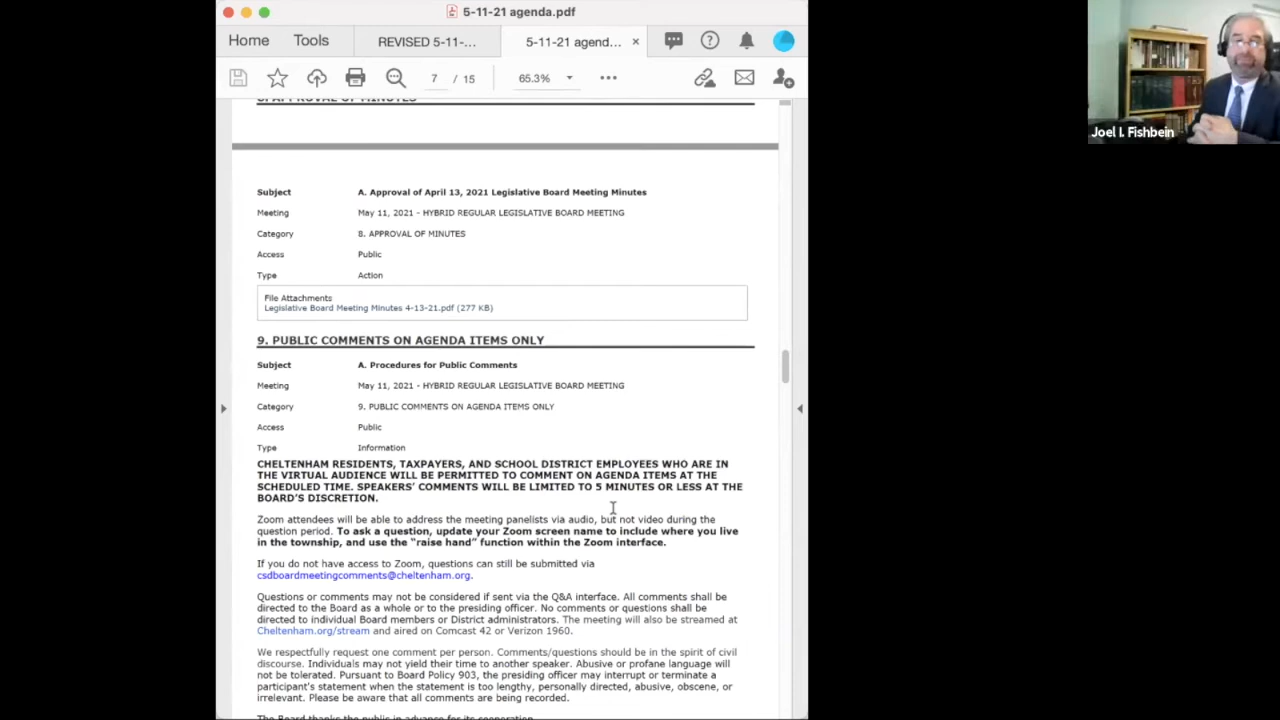 5-11-21 agenda.pdf
Home Tools REVISED 5-11-... 5-11-21 agend... ×
7 / 15 65.3%
8. APPROVAL OF MINUTES
Subject A. Approval of April 13, 2021 Legislative Board Meeting Minutes
Meeting May 11, 2021 - HYBRID REGULAR LEGISLATIVE BOARD MEETING
Category 8. APPROVAL OF MINUTES
Access Public
Type Action
File Attachments
Legislative Board Meeting Minutes 4-13-21.pdf (277 KB)
9. PUBLIC COMMENTS ON AGENDA ITEMS ONLY
Subject A. Procedures for Public Comments
Meeting May 11, 2021 - HYBRID REGULAR LEGISLATIVE BOARD MEETING
Category 9. PUBLIC COMMENTS ON AGENDA ITEMS ONLY
Access Public
Type Information
CHELTENHAM RESIDENTS, TAXPAYERS, AND SCHOOL DISTRICT EMPLOYEES WHO ARE IN
THE VIRTUAL AUDIENCE WILL BE PERMITTED TO COMMENT ON AGENDA ITEMS AT THE
SCHEDULED TIME. SPEAKERS' COMMENTS WILL BE LIMITED TO 5 MINUTES OR LESS AT THE
BOARD'S DISCRETION.
Zoom attendees will be able to address the meeting panelists via audio, but not video during the
question period. To ask a question, update your Zoom screen name to include where you live
in the township, and use the "raise hand" function within the Zoom interface.
If you do not have access to Zoom, questions can still be submitted via
csdboardmeetingcomments@cheltenham.org.
Questions or comments may not be considered if sent via the Q&A interface. All comments shall be
directed to the Board as a whole or to the presiding officer. No comments or questions shall be
directed to individual Board members or District administrators. The meeting will also be streamed at
Cheltenham.org/stream and aired on Comcast 42 or Verizon 1960.
We respectfully request one comment per person. Comments/questions should be in the spirit of civil
discourse. Individuals may not yield their time to another speaker. Abusive or profane language will
not be tolerated. Pursuant to Board Policy 903, the presiding officer may interrupt or terminate a
participant's statement when the statement is too lengthy, personally directed, abusive, obscene, or
irrelevant. Please be aware that all comments are being recorded.
The Board thanks the public in advance for its cooperation.
Joel I. Fishbein